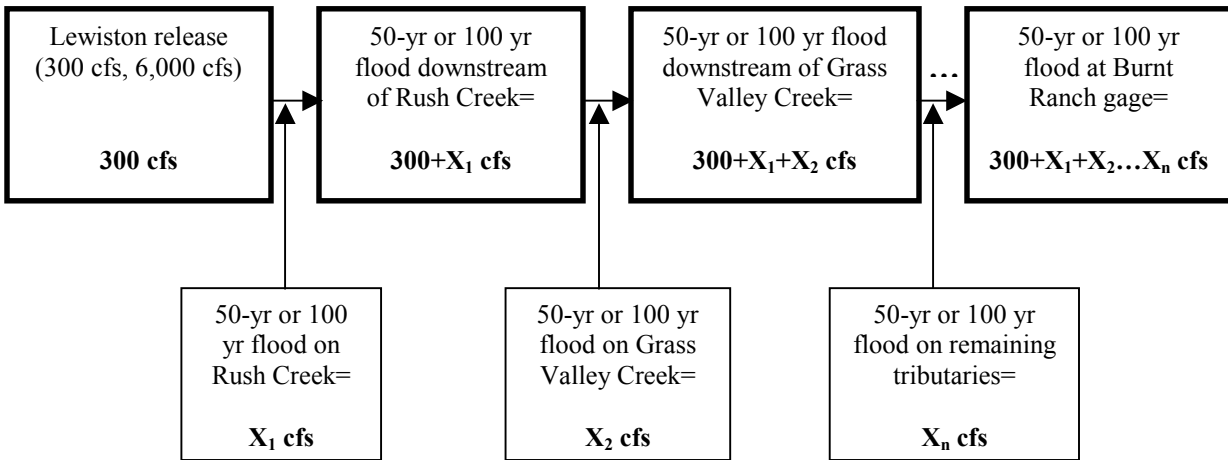 Lewiston release
(300 cfs, 6,000 cfs)
300 cfs
50-yr or 100 yr
flood downstream
of Rush Creek=
300+X₁ cfs
50-yr or 100 yr flood
downstream of Grass
Valley Creek=
300+X₁+X₂ cfs
…
50-yr or 100 yr
flood at Burnt
Ranch gage=
300+X₁+X₂…Xₙ cfs
50-yr or 100
yr flood on
Rush Creek=
X₁ cfs
50-yr or 100 yr
flood on Grass
Valley Creek=
X₂ cfs
50-yr or 100 yr
flood on remaining
tributaries=
Xₙ cfs